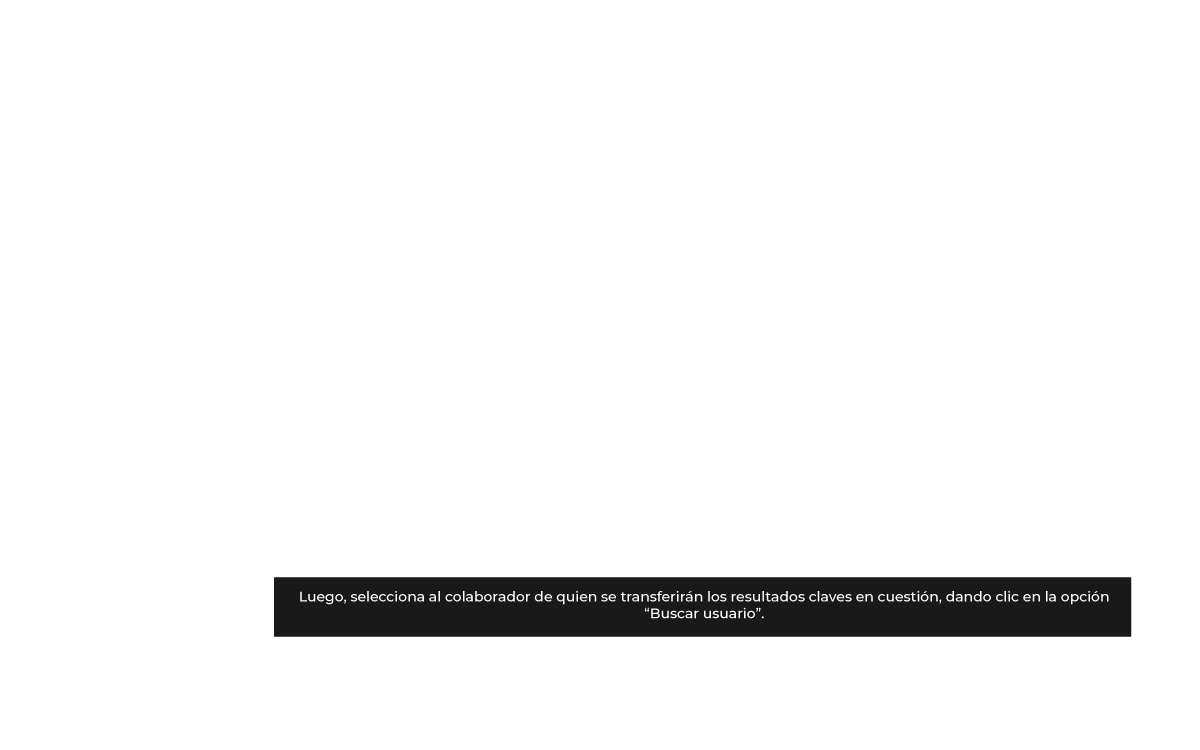 Luego, selecciona al colaborador de quien se transferirán los resultados claves en cuestión, dando clic en la opción
“Buscar usuario”.